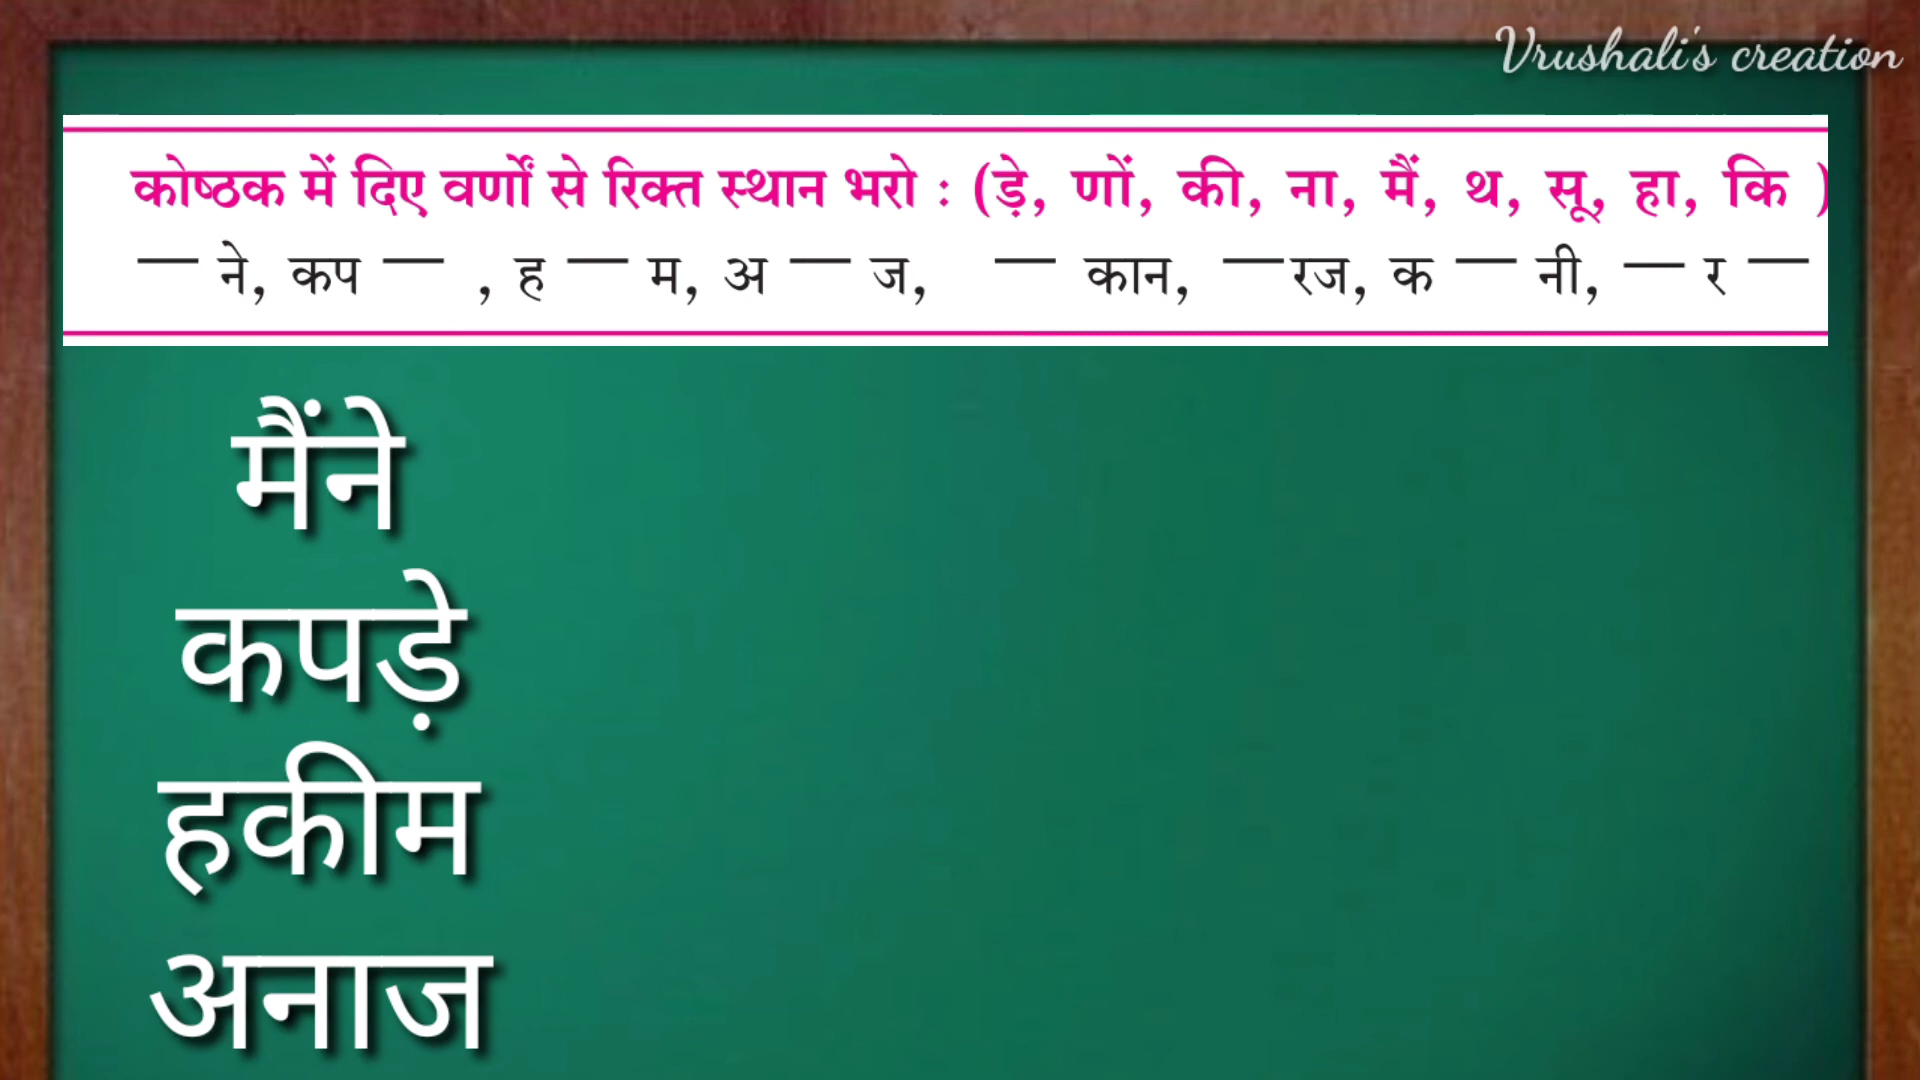 Vrushali's creation
कोष्ठक में दिए वर्णों से रिक्त स्थान भरो : (ड़े, णों, की, ना, मैं, थ, सू, हा, कि )
— ने, कप — , ह — म, अ — ज, — कान, —रज, क — नी, — र —
मैंने
कपड़े
हकीम
अनाज